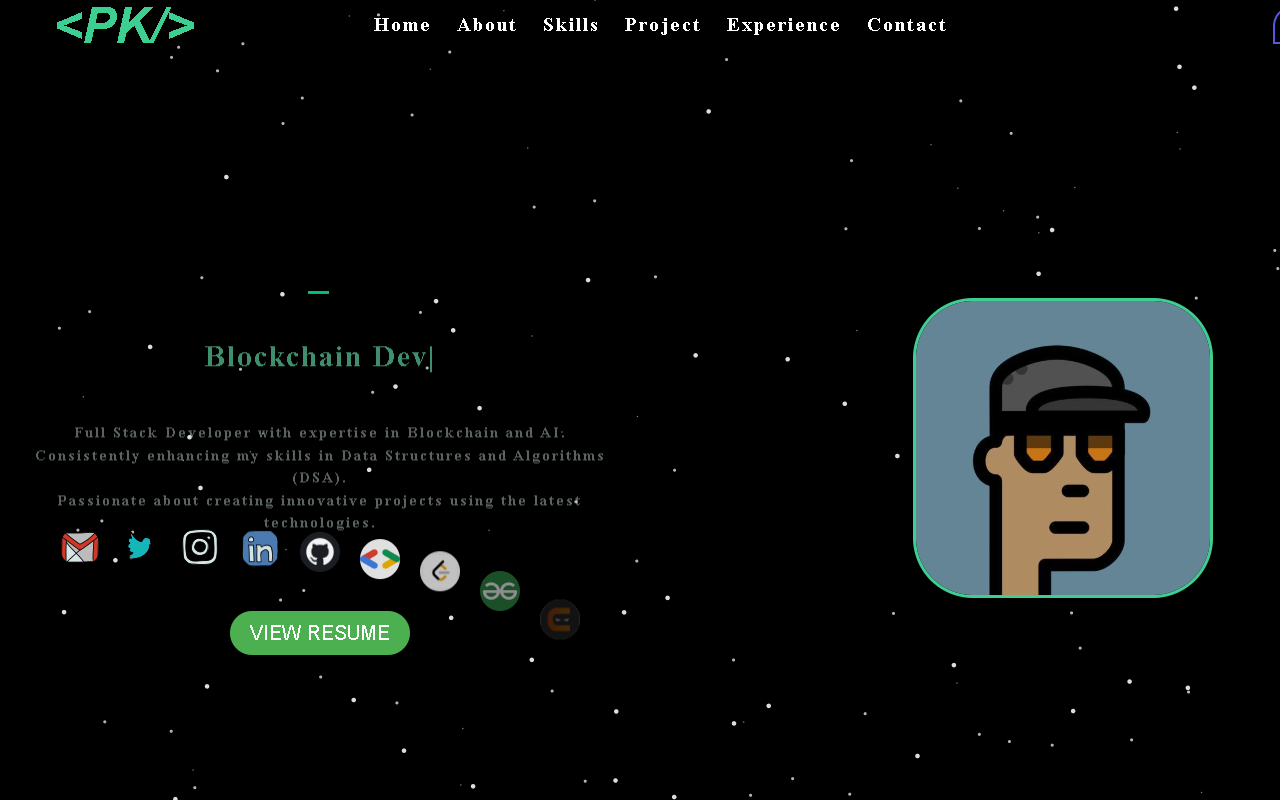 <PK/>
Home About Skills Project Experience Contact
Blockchain Dev|
Full Stack Developer with expertise in Blockchain and AI.
Consistently enhancing my skills in Data Structures and Algorithms
(DSA).
Passionate about creating innovative projects using the latest
technologies.
in
VIEW RESUME